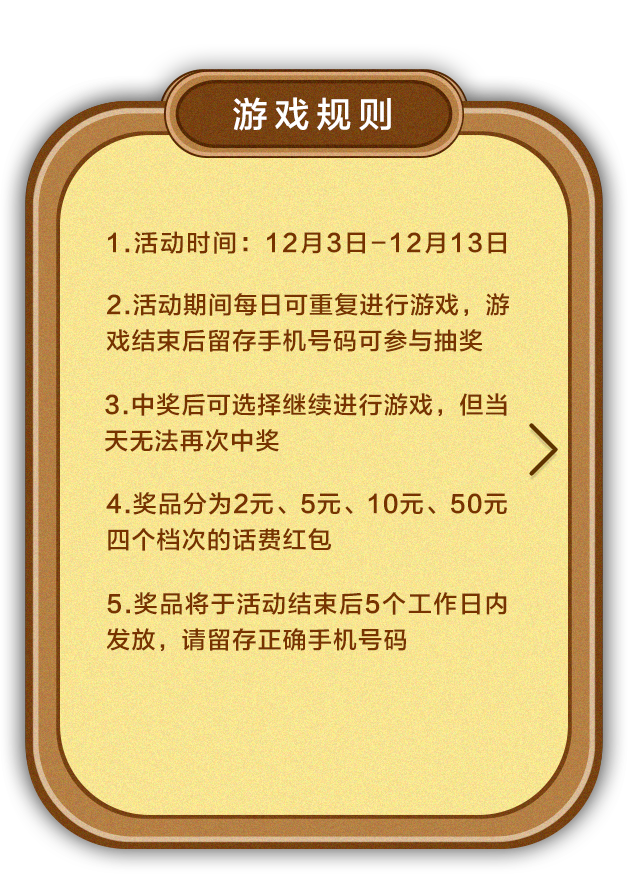 游戏规则
1.活动时间：12月3日-12月13日
2.活动期间每日可重复进行游戏，游
戏结束后留存手机号码可参与抽奖
3.中奖后可选择继续进行游戏，但当
天无法再次中奖
4.奖品分为2元、5元、10元、50元
四个档次的话费红包
5.奖品将于活动结束后5个工作日内
发放，请留存正确手机号码